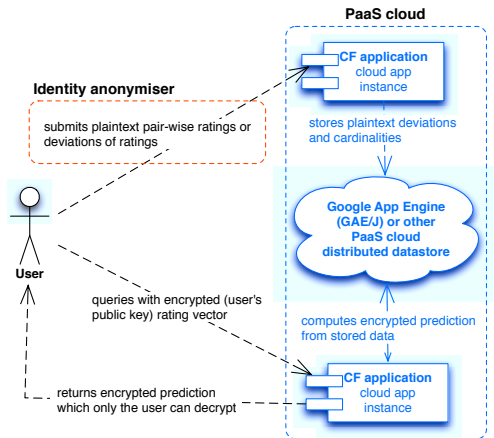 PaaS cloud
CF application
cloud app
instance
Identity anonymiser
submits plaintext pair-wise ratings or
deviations of ratings
stores plaintext deviations
and cardinalities
Google App Engine
(GAE/J) or other
PaaS cloud
distributed datastore
User
queries with encrypted (user's
public key) rating vector
computes encrypted prediction
from stored data
CF application
cloud app
instance
returns encrypted prediction
which only the user can decrypt